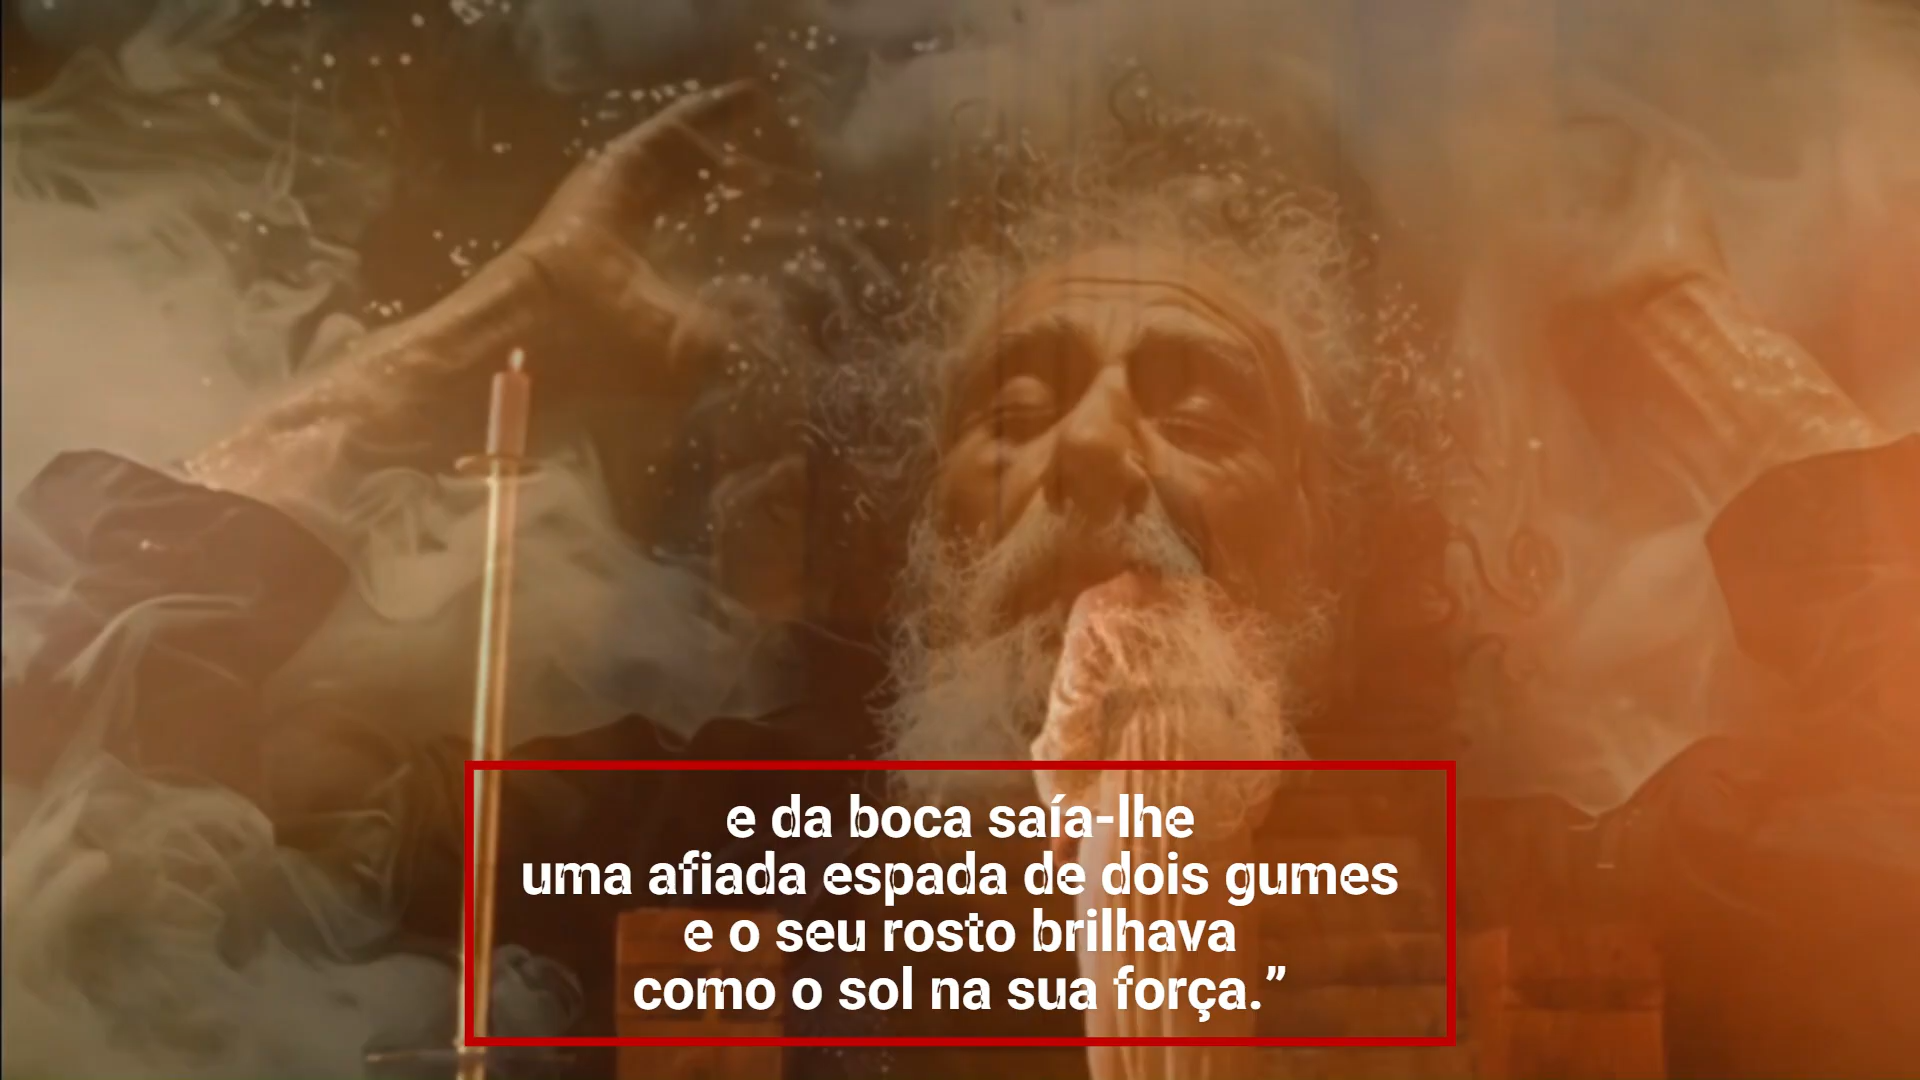 e da boca saía-lhe
uma afiada espada de dois gumes
e o seu rosto brilhava
como o sol na sua força.”